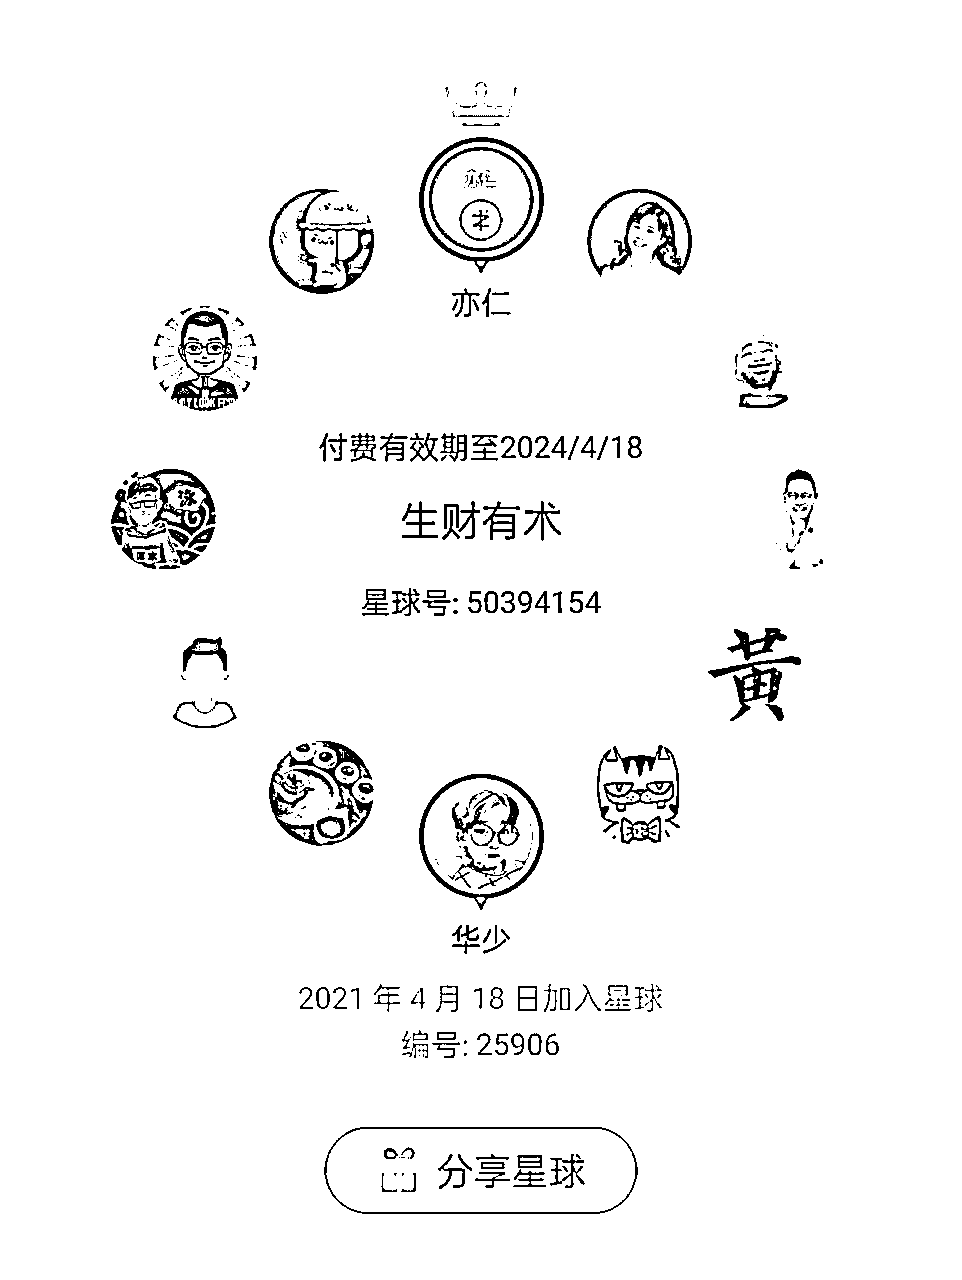 亦仁
付费有效期至2024/4/18
生财有术
星球号: 50394154
黃
华少
2021 年 4 月 18 日加入星球
编号: 25906
分享星球